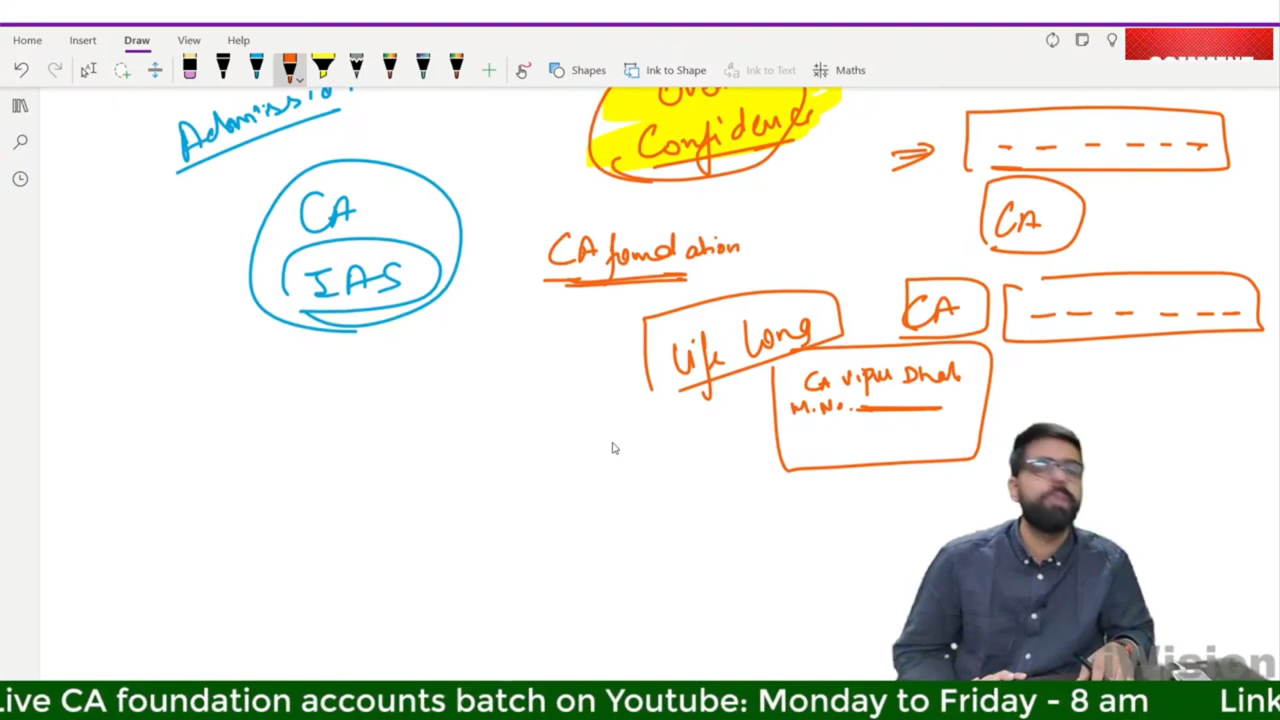 Home Insert Draw View Help
Shapes Ink to Shape Ink to Text Maths
Admission
Confidence
CA
IAS
CA foundation
CA
Life Long
CA
CA Vipul Dhal
M.No.
iVision
Live CA foundation accounts batch on Youtube: Monday to Friday - 8 am Link